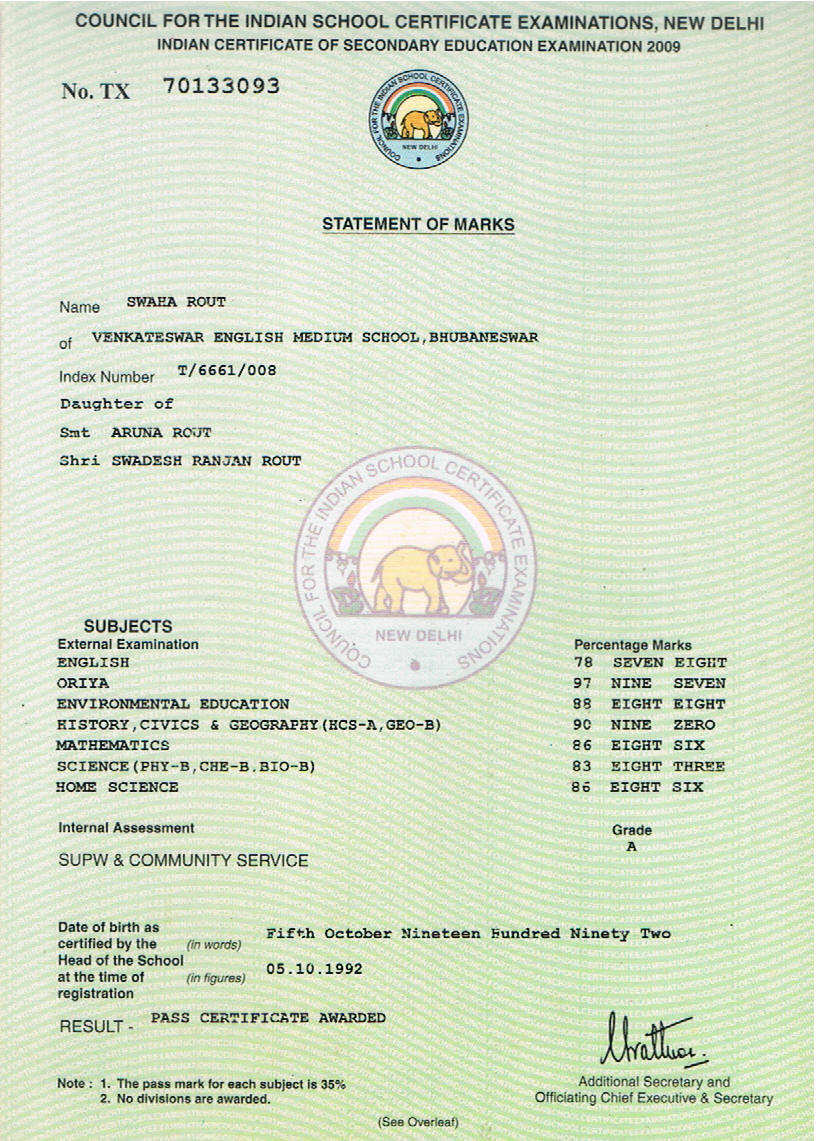 COUNCIL FOR THE INDIAN SCHOOL CERTIFICATE EXAMINATIONS, NEW DELHI
INDIAN CERTIFICATE OF SECONDARY EDUCATION EXAMINATION 2009
No. TX 70133093
COUNCIL FOR THE INDIAN SCHOOL CERTIFICATE EXAMINATIONS
NEW DELHI
STATEMENT OF MARKS
Name SWAHA ROUT
of VENKATESWAR ENGLISH MEDIUM SCHOOL,BHUBANESWAR
Index Number T/6661/008
Daughter of
Smt ARUNA ROUT
Shri SWADESH RANJAN ROUT
COUNCIL FOR THE INDIAN SCHOOL CERTIFICATE EXAMINATIONS
NEW DELHI
SUBJECTS
External Examination Percentage Marks
ENGLISH 78 SEVEN EIGHT
ORIYA 97 NINE SEVEN
ENVIRONMENTAL EDUCATION 88 EIGHT EIGHT
HISTORY,CIVICS & GEOGRAPHY(HCS-A,GEO-B) 90 NINE ZERO
MATHEMATICS 86 EIGHT SIX
SCIENCE(PHY-B,CHE-B,BIO-B) 83 EIGHT THREE
HOME SCIENCE 86 EIGHT SIX
Internal Assessment Grade
A
SUPW & COMMUNITY SERVICE
Date of birth as
certified by the (in words) Fifth October Nineteen Hundred Ninety Two
Head of the School
at the time of (in figures) 05.10.1992
registration
RESULT - PASS CERTIFICATE AWARDED
Note : 1. The pass mark for each subject is 35%
2. No divisions are awarded.
Additional Secretary and
Officiating Chief Executive & Secretary
(See Overleaf)